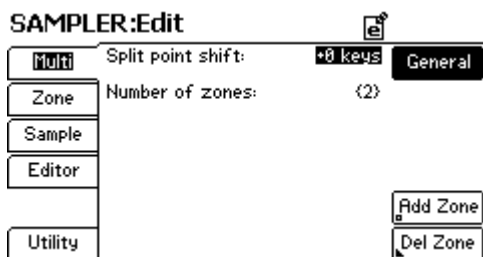 SAMPLER:Edit
Multi
Split point shift: +0 keys
General
Zone
Number of zones: (2)
Sample
Editor
Add Zone
Utility
Del Zone